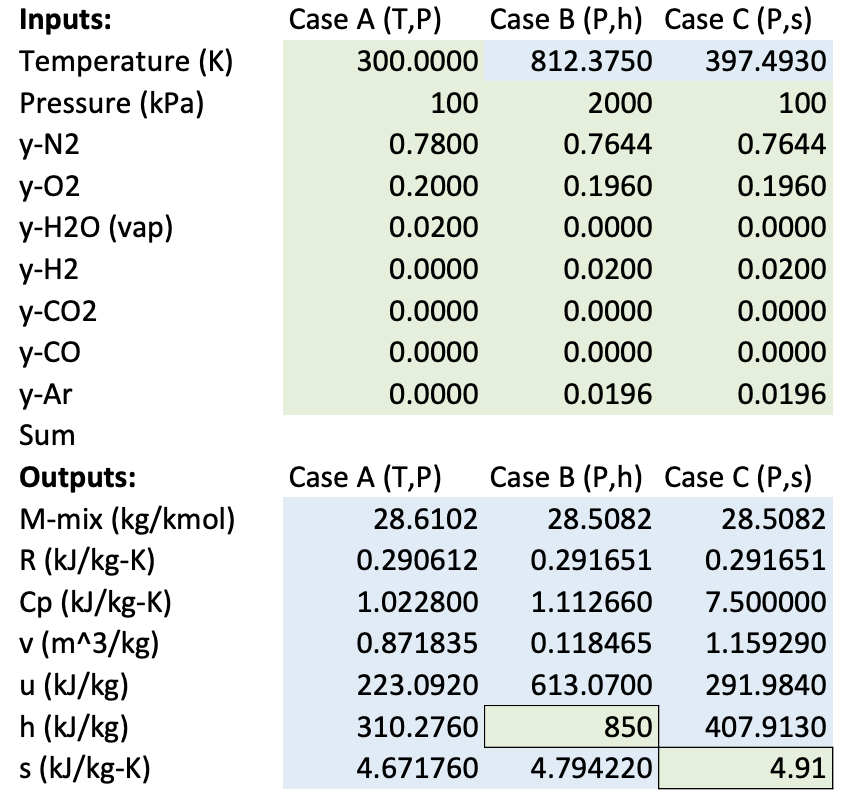 Inputs: Case A (T,P) Case B (P,h) Case C (P,s)
Temperature (K) 300.0000 812.3750 397.4930
Pressure (kPa) 100 2000 100
y-N2 0.7800 0.7644 0.7644
y-O2 0.2000 0.1960 0.1960
y-H2O (vap) 0.0200 0.0000 0.0000
y-H2 0.0000 0.0200 0.0200
y-CO2 0.0000 0.0000 0.0000
y-CO 0.0000 0.0000 0.0000
y-Ar 0.0000 0.0196 0.0196
Sum
Outputs: Case A (T,P) Case B (P,h) Case C (P,s)
M-mix (kg/kmol) 28.6102 28.5082 28.5082
R (kJ/kg-K) 0.290612 0.291651 0.291651
Cp (kJ/kg-K) 1.022800 1.112660 7.500000
v (m^3/kg) 0.871835 0.118465 1.159290
u (kJ/kg) 223.0920 613.0700 291.9840
h (kJ/kg) 310.2760 850 407.9130
s (kJ/kg-K) 4.671760 4.794220 4.91